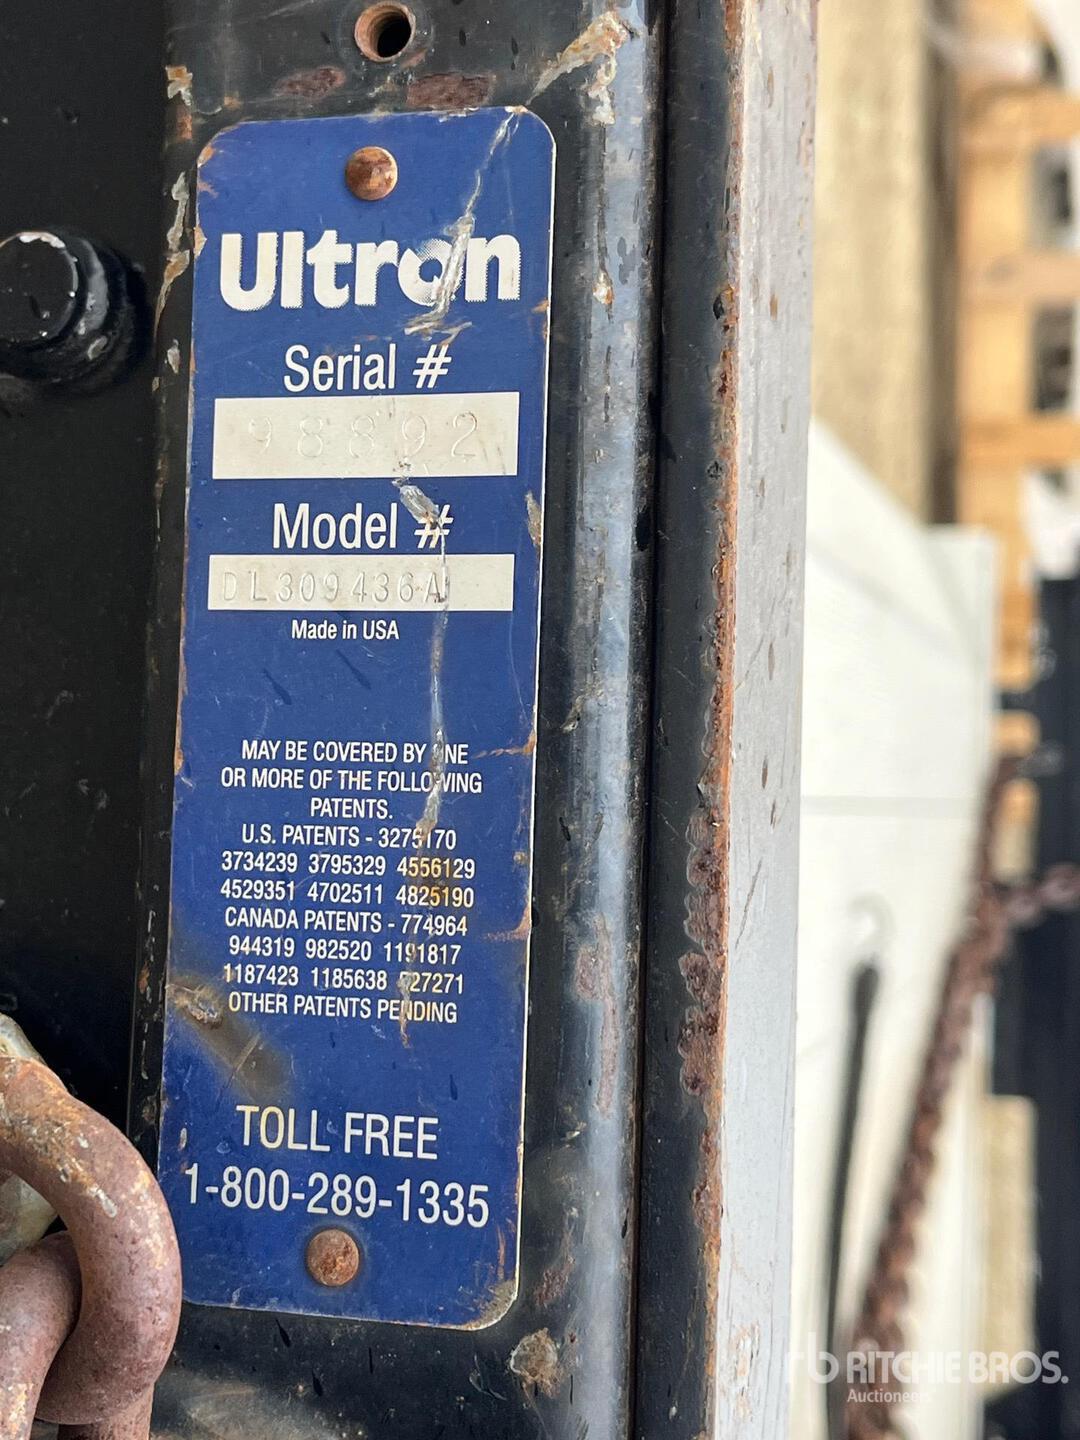 Ultron
Serial #
98892
Model #
DL309436A
Made in USA
MAY BE COVERED BY ONE
OR MORE OF THE FOLLOWING
PATENTS.
U.S. PATENTS - 3275170
3734239 3795329 4556129
4529351 4702511 4825190
CANADA PATENTS - 774964
944319 982520 1191817
1187423 1185638
OTHER PATENTS PENDING
TOLL FREE
1-800-289-1335
rb RITCHIE BROS.
Auctioneers